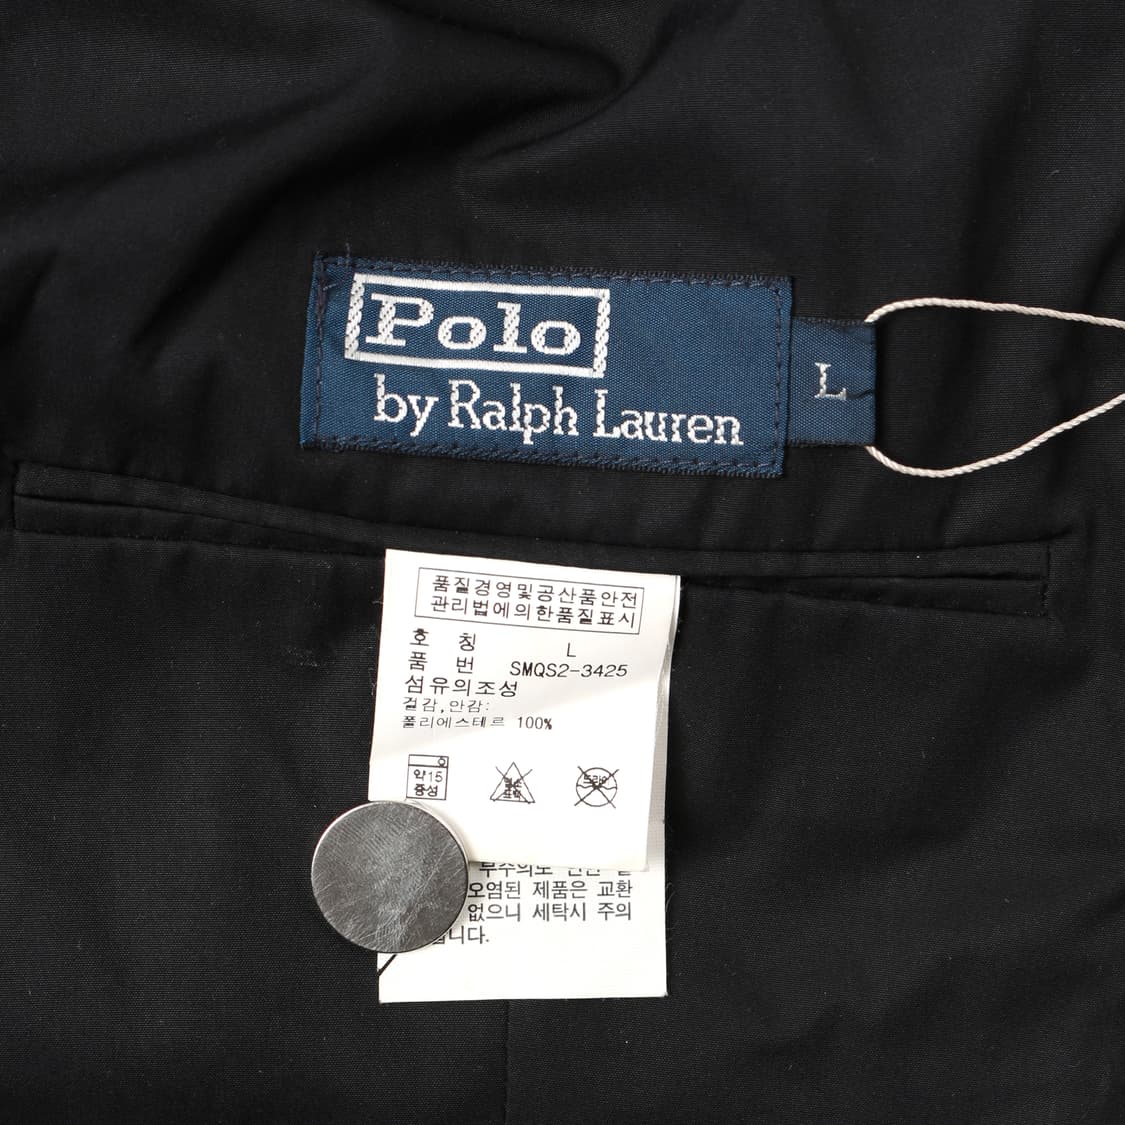 Polo
by Ralph Lauren
L
품질경영및공산품안전
관리법에의한품질표시
호 칭 L
품 번 SMQS2-3425
섬유의조성
겉감,안감:
폴리에스테르 100%
약15
중성
드라이
오염된 제품은 교환
없으니 세탁시 주의
니다.